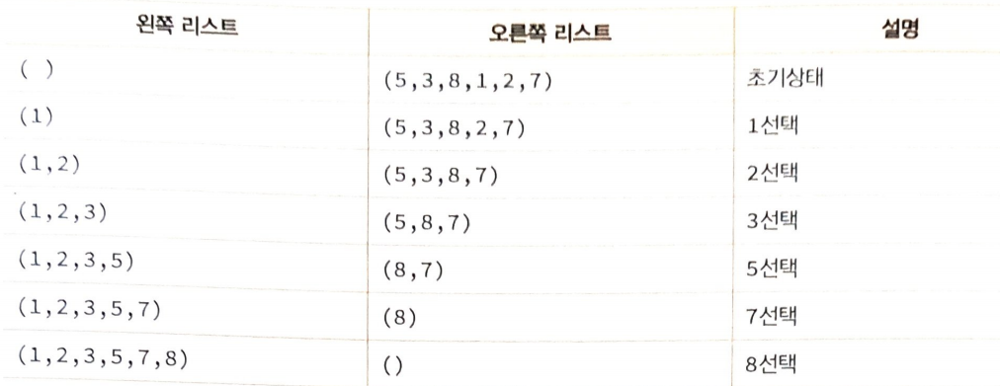 왼쪽 리스트 오른쪽 리스트 설명
( ) (5,3,8,1,2,7) 초기상태
(1) (5,3,8,2,7) 1선택
(1,2) (5,3,8,7) 2선택
(1,2,3) (5,8,7) 3선택
(1,2,3,5) (8,7) 5선택
(1,2,3,5,7) (8) 7선택
(1,2,3,5,7,8) () 8선택